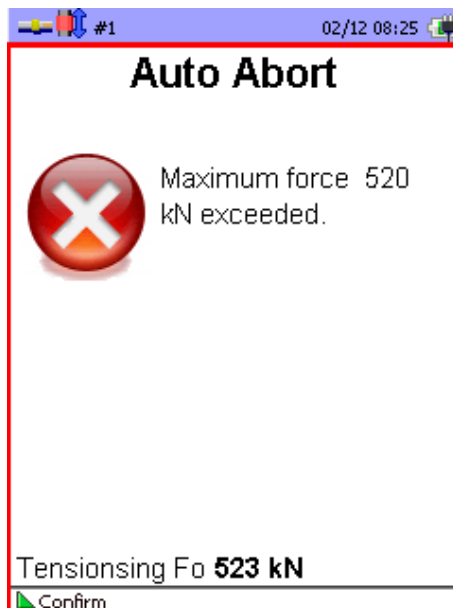 #1 02/12 08:25
Auto Abort
Maximum force 520
kN exceeded.
Tensionsing Fo 523 kN
Confirm